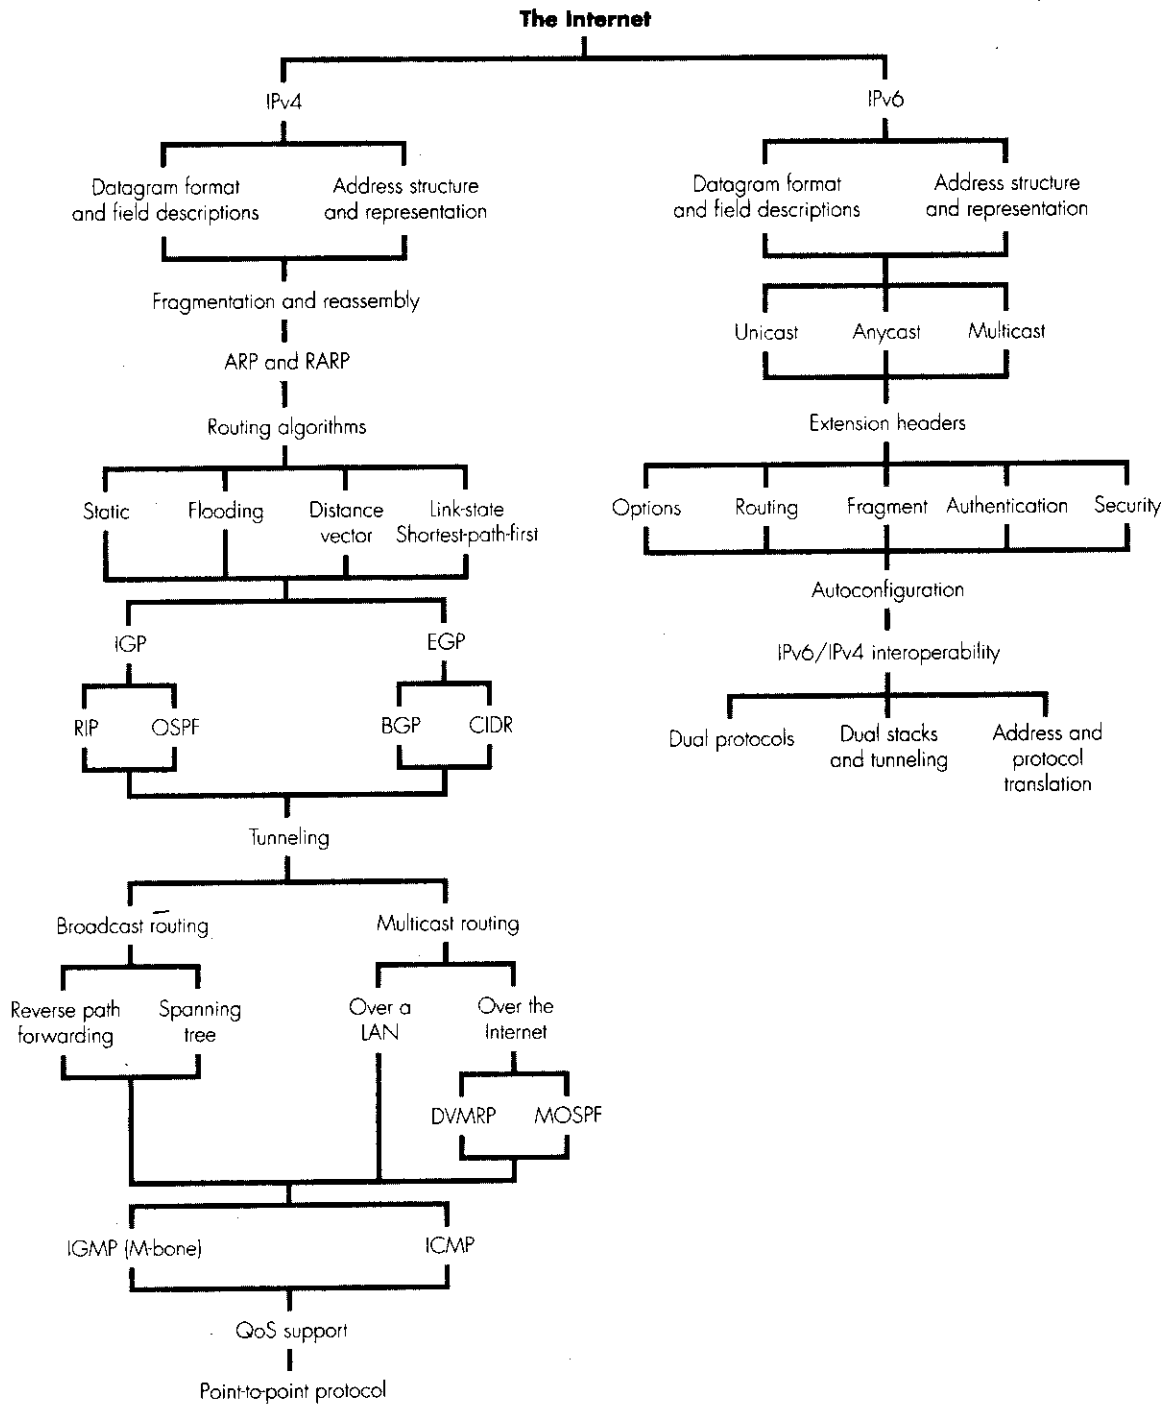 The Internet
IPv4
IPv6
Datagram format
and field descriptions
Address structure
and representation
Datagram format
and field descriptions
Address structure
and representation
Fragmentation and reassembly
Unicast
Anycast
Multicast
ARP and RARP
Routing algorithms
Extension headers
Static
Flooding
Distance
vector
Link-state
Shortest-path-first
Options
Routing
Fragment
Authentication
Security
Autoconfiguration
IGP
EGP
IPv6/IPv4 interoperability
RIP
OSPF
BGP
CIDR
Dual protocols
Dual stacks
and tunneling
Address and
protocol
translation
Tunneling
Broadcast routing
Multicast routing
Reverse path
forwarding
Spanning
tree
Over a
LAN
Over the
Internet
DVMRP
MOSPF
IGMP (M-bone)
ICMP
QoS support
Point-to-point protocol